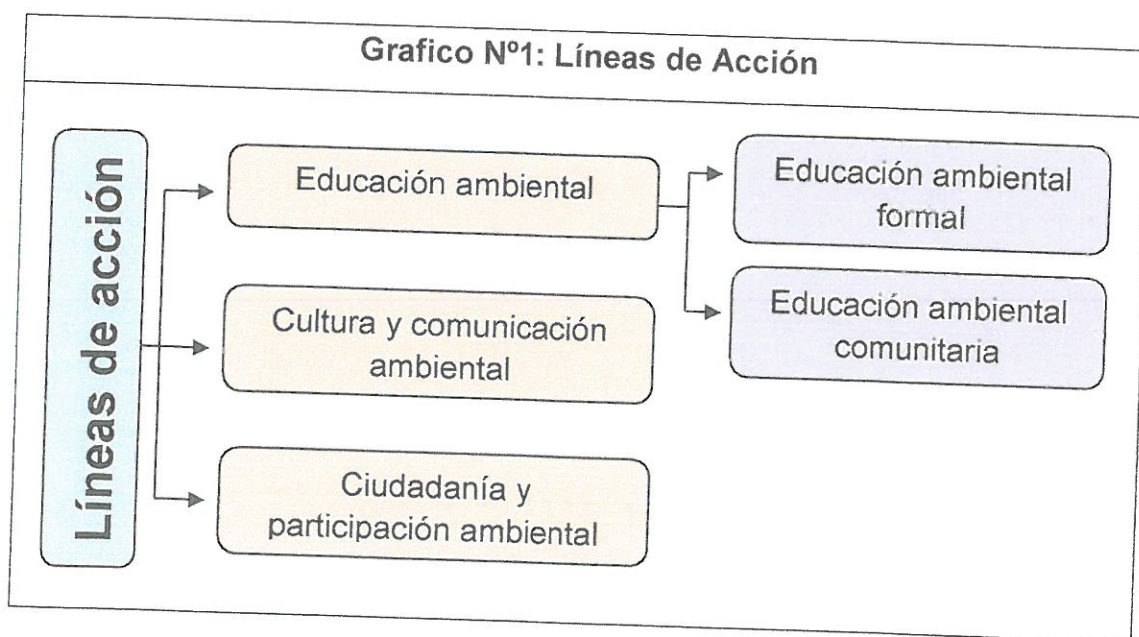 Grafico Nº1: Líneas de Acción
Líneas de acción
Educación ambiental
Educación ambiental
formal
Educación ambiental
comunitaria
Cultura y comunicación
ambiental
Ciudadanía y
participación ambiental